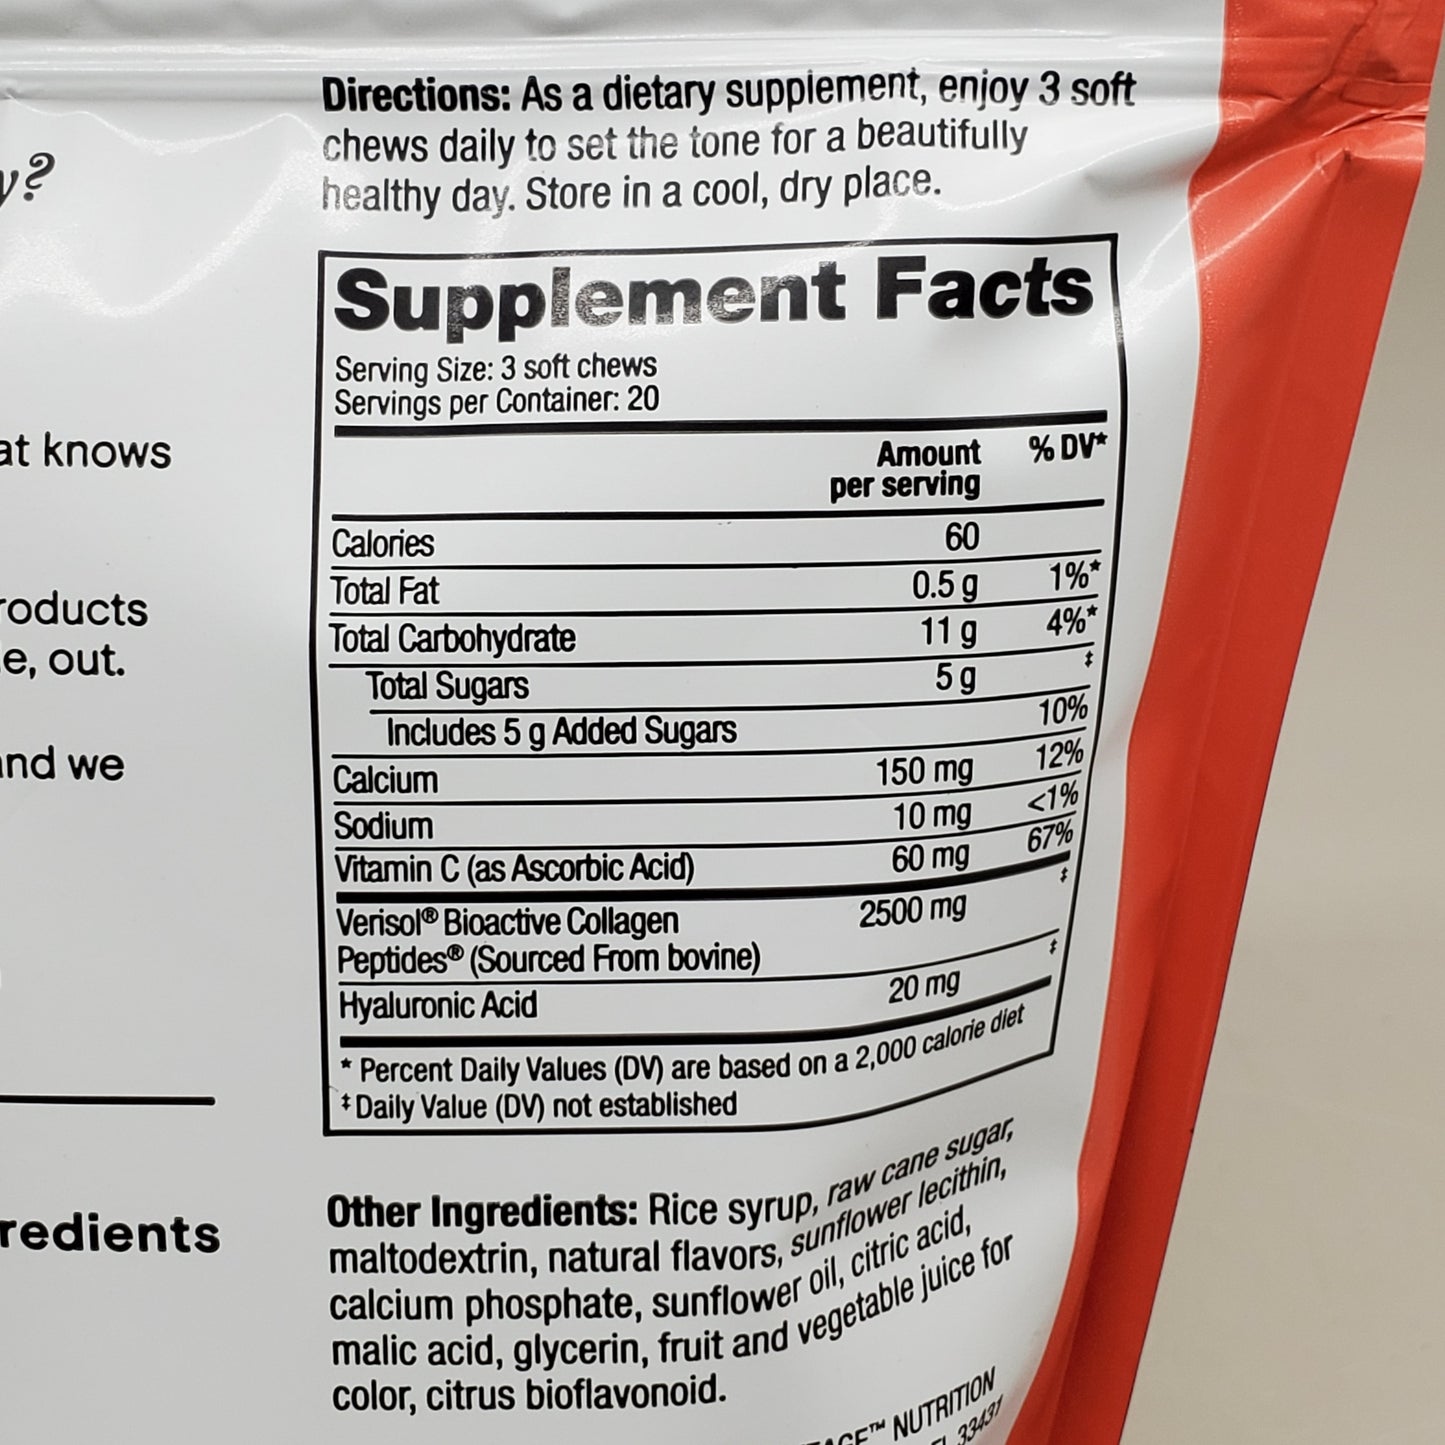 y?
at knows
roducts
e, out.
and we
redients
Directions: As a dietary supplement, enjoy 3 soft
chews daily to set the tone for a beautifully
healthy day. Store in a cool, dry place.
Supplement Facts
Serving Size: 3 soft chews
Servings per Container: 20
Amount per serving % DV*
Calories 60
Total Fat 0.5 g 1%*
Total Carbohydrate 11 g 4%*
Total Sugars 5 g ‡
Includes 5 g Added Sugars 10%
Calcium 150 mg 12%
Sodium 10 mg <1%
Vitamin C (as Ascorbic Acid) 60 mg 67%
Verisol® Bioactive Collagen 2500 mg ‡
Peptides® (Sourced From bovine)
Hyaluronic Acid 20 mg ‡
* Percent Daily Values (DV) are based on a 2,000 calorie diet
‡ Daily Value (DV) not established
Other Ingredients: Rice syrup, raw cane sugar,
maltodextrin, natural flavors, sunflower lecithin,
calcium phosphate, sunflower oil, citric acid,
malic acid, glycerin, fruit and vegetable juice for
color, citrus bioflavonoid.
NUTRITION
FL 33431